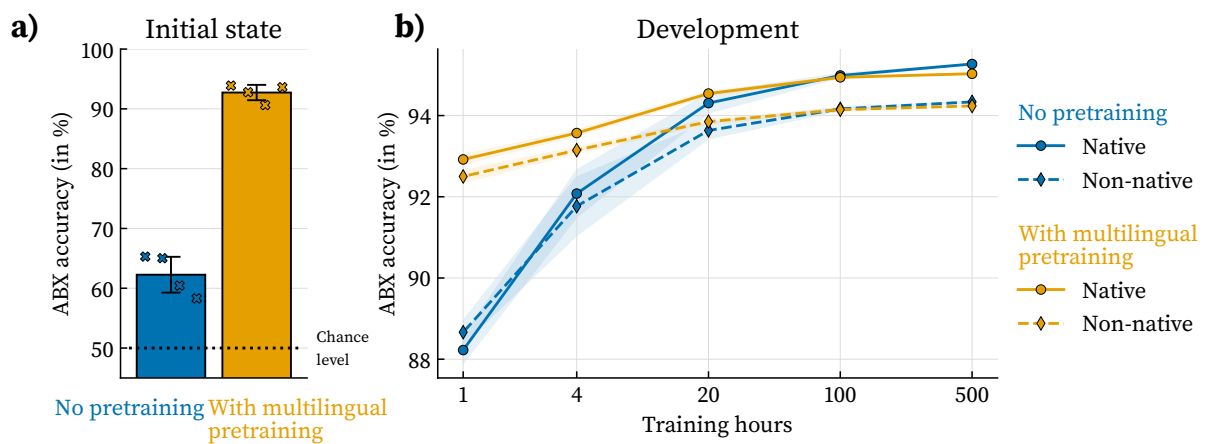 a)
Initial state
ABX accuracy (in %)
100
90
80
70
60
50
Chance
level
No pretraining
With multilingual
pretraining
b)
Development
ABX accuracy (in %)
94
92
90
88
1
4
20
100
500
Training hours
No pretraining
Native
Non-native
With multilingual
pretraining
Native
Non-native